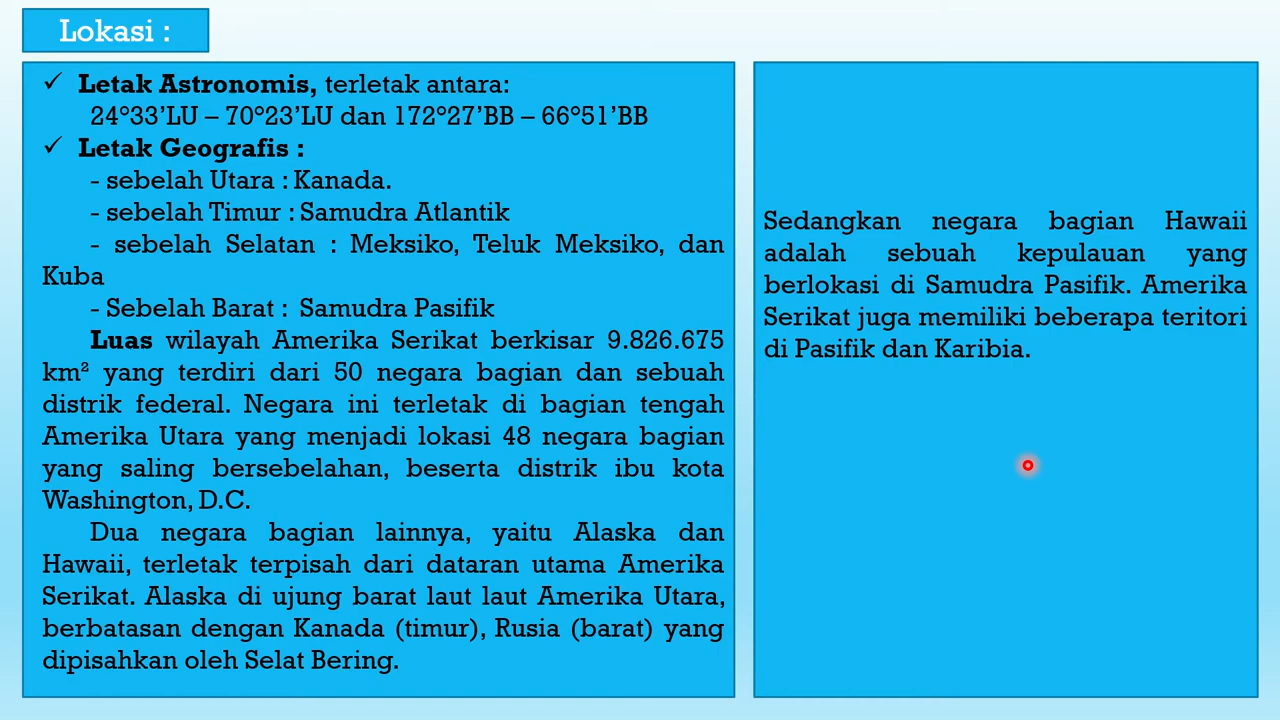 Lokasi :
✓ Letak Astronomis, terletak antara:
24°33’LU – 70°23’LU dan 172°27’BB – 66°51’BB
✓ Letak Geografis :
- sebelah Utara : Kanada.
- sebelah Timur : Samudra Atlantik
- sebelah Selatan : Meksiko, Teluk Meksiko, dan
Kuba
- Sebelah Barat : Samudra Pasifik
Luas wilayah Amerika Serikat berkisar 9.826.675
km² yang terdiri dari 50 negara bagian dan sebuah
distrik federal. Negara ini terletak di bagian tengah
Amerika Utara yang menjadi lokasi 48 negara bagian
yang saling bersebelahan, beserta distrik ibu kota
Washington, D.C.
Dua negara bagian lainnya, yaitu Alaska dan
Hawaii, terletak terpisah dari dataran utama Amerika
Serikat. Alaska di ujung barat laut laut Amerika Utara,
berbatasan dengan Kanada (timur), Rusia (barat) yang
dipisahkan oleh Selat Bering.
Sedangkan negara bagian Hawaii
adalah sebuah kepulauan yang
berlokasi di Samudra Pasifik. Amerika
Serikat juga memiliki beberapa teritori
di Pasifik dan Karibia.